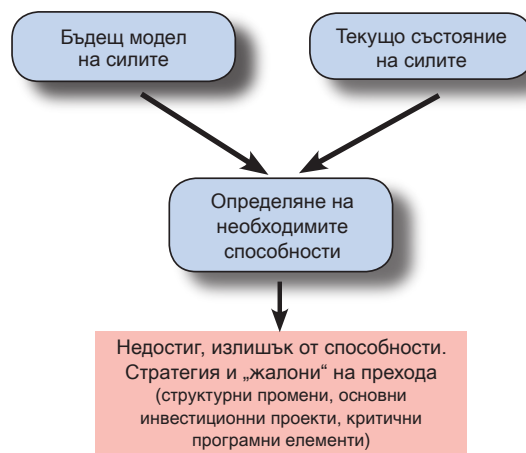 Бъдещ модел
на силите
Текущо състояние
на силите
Определяне на
необходимите
способности
Недостиг, излишък от способности.
Стратегия и „жалони“ на прехода
(структурни промени, основни
инвестиционни проекти, критични
програмни елементи)